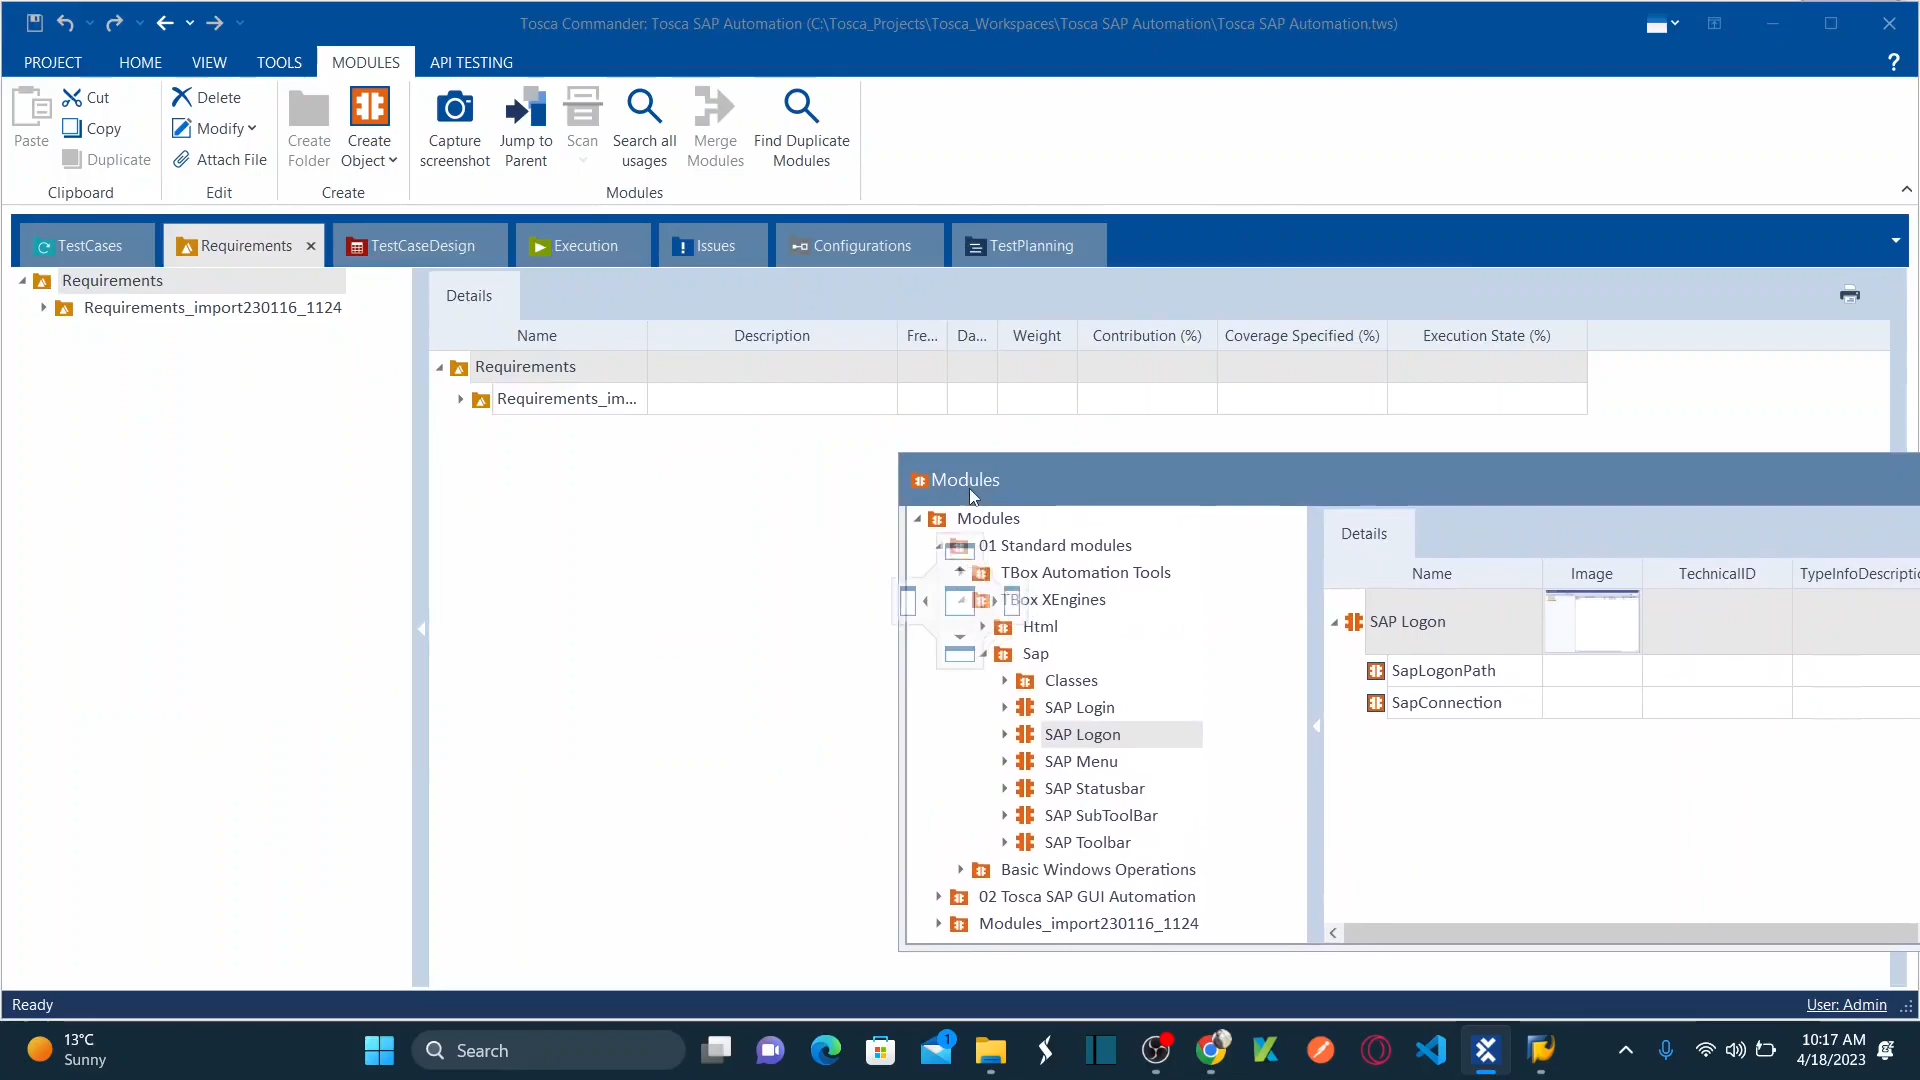 Tosca Commander: Tosca SAP Automation (C:\Tosca_Projects\Tosca_Workspaces\Tosca SAP Automation\Tosca SAP Automation.tws)
PROJECT HOME VIEW TOOLS MODULES API TESTING ?
Paste
Cut
Copy
Duplicate
Clipboard
Delete
Modify
Attach File
Edit
Create Folder
Create Object
Create
Capture screenshot
Jump to Parent
Scan
Search all usages
Merge Modules
Find Duplicate Modules
Modules
TestCases Requirements TestCaseDesign Execution Issues Configurations TestPlanning
Requirements
Requirements_import230116_1124
Details
Name Description Fre... Da... Weight Contribution (%) Coverage Specified (%) Execution State (%)
Requirements
Requirements_im...
Modules
Modules
01 Standard modules
TBox Automation Tools
TBox XEngines
Html
Sap
Classes
SAP Login
SAP Logon
SAP Menu
SAP Statusbar
SAP SubToolBar
SAP Toolbar
Basic Windows Operations
02 Tosca SAP GUI Automation
Modules_import230116_1124
Details
Name Image TechnicalID TypeInfoDescriptio
SAP Logon
SapLogonPath
SapConnection
Ready
User: Admin
13°C
Sunny
Search
1
10:17 AM
4/18/2023